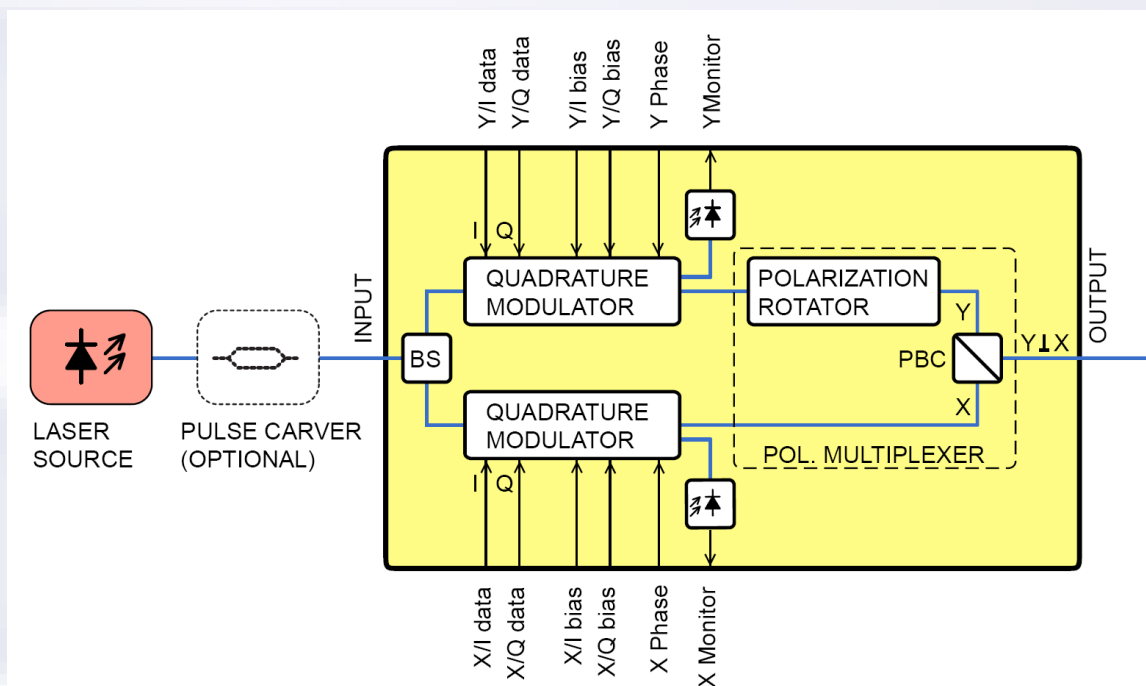 Y/I data
Y/Q data
Y/I bias
Y/Q bias
Y Phase
YMonitor
I Q
QUADRATURE
MODULATOR
POLARIZATION
ROTATOR
INPUT
OUTPUT
Y
BS
PBC
Y⊥X
QUADRATURE
MODULATOR
X
LASER
SOURCE
PULSE CARVER
(OPTIONAL)
POL. MULTIPLEXER
I Q
X/I data
X/Q data
X/I bias
X/Q bias
X Phase
X Monitor